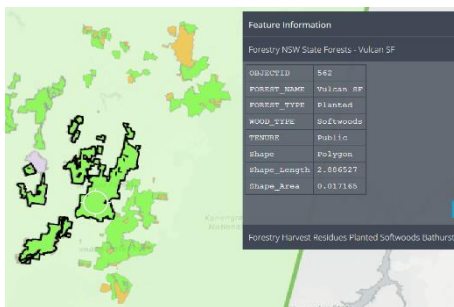 Feature Information
Forestry NSW State Forests - Vulcan SF
OBJECTID 562
FOREST_NAME Vulcan SF
FOREST_TYPE Planted
WOOD_TYPE Softwoods
TENURE Public
Shape Polygon
Shape_Length 2.086527
Shape_Area 0.017165
Forestry Harvest Residues Planted Softwoods Bathurst